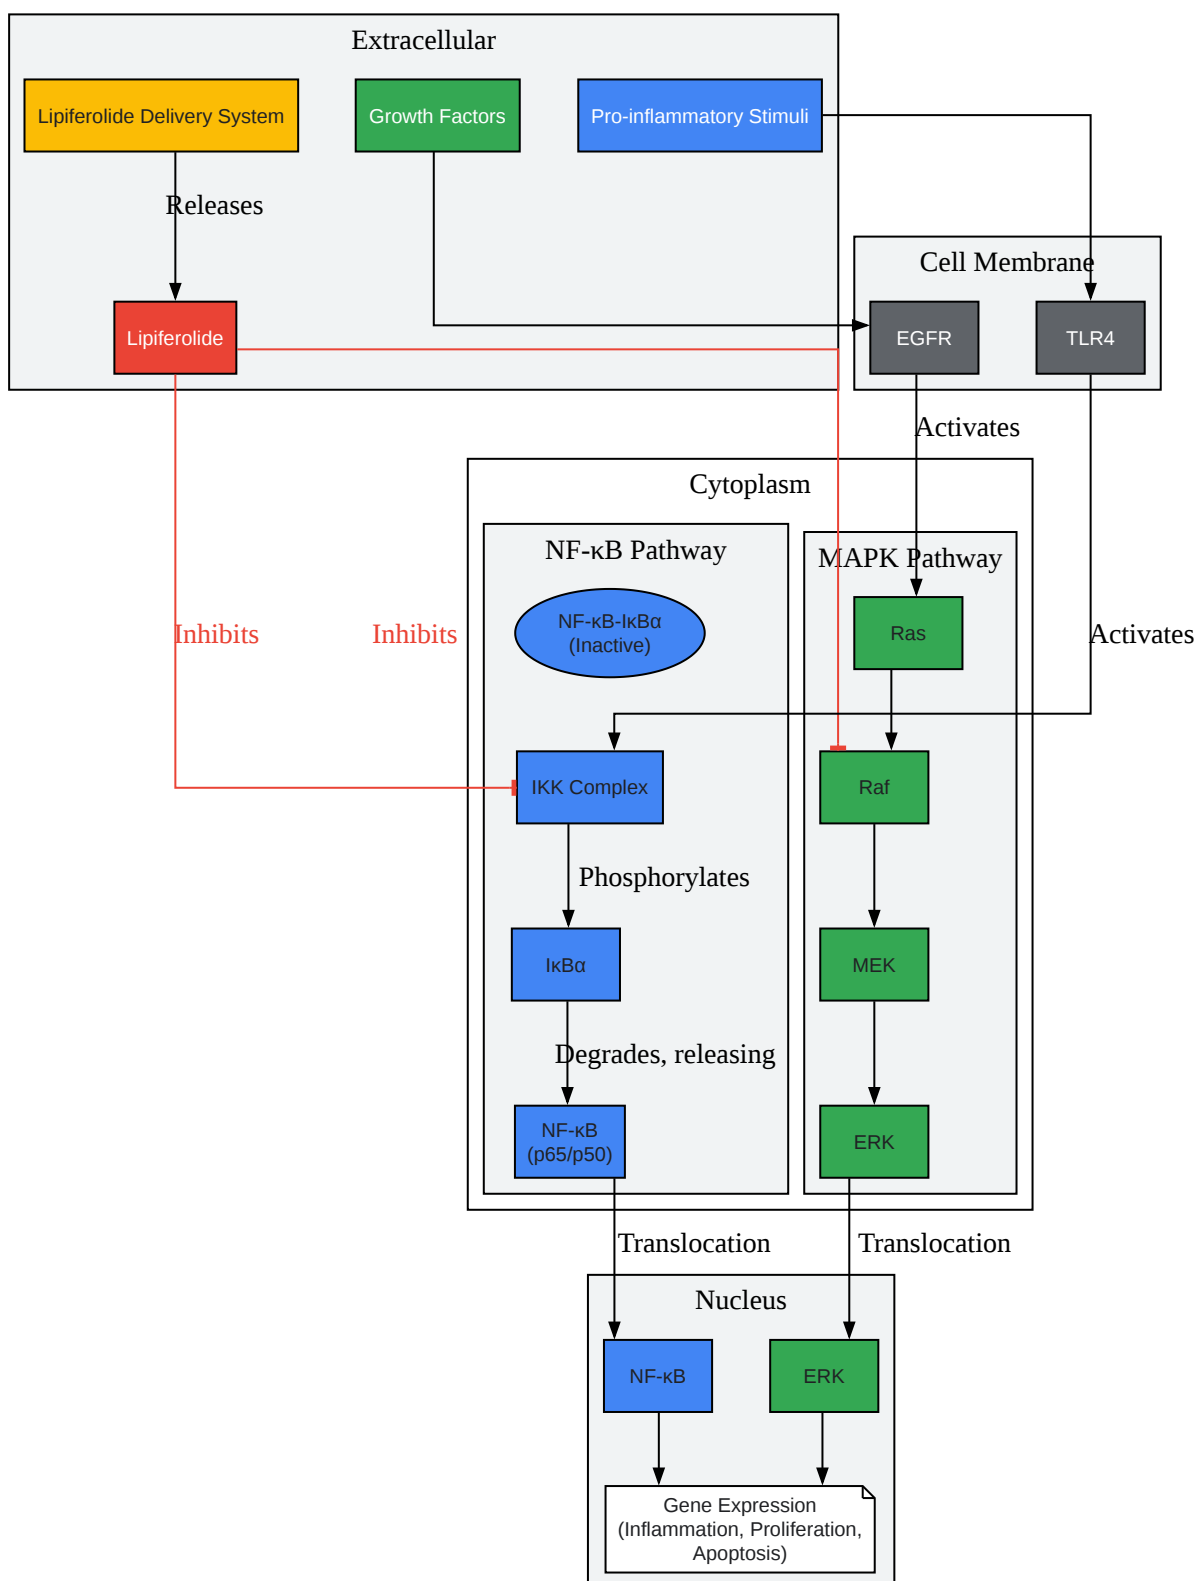 Extracellular
Lipiferolide Delivery System
Growth Factors
Pro-inflammatory Stimuli
Releases
Cell Membrane
Lipiferolide
EGFR
TLR4
Activates
Cytoplasm
NF-κB Pathway
MAPK Pathway
Inhibits
Inhibits
NF-κB-IκBα
(Inactive)
Ras
Activates
IKK Complex
Raf
Phosphorylates
IκBα
MEK
Degrades, releasing
NF-κB
(p65/p50)
ERK
Translocation
Translocation
Nucleus
NF-κB
ERK
Gene Expression
(Inflammation, Proliferation,
Apoptosis)